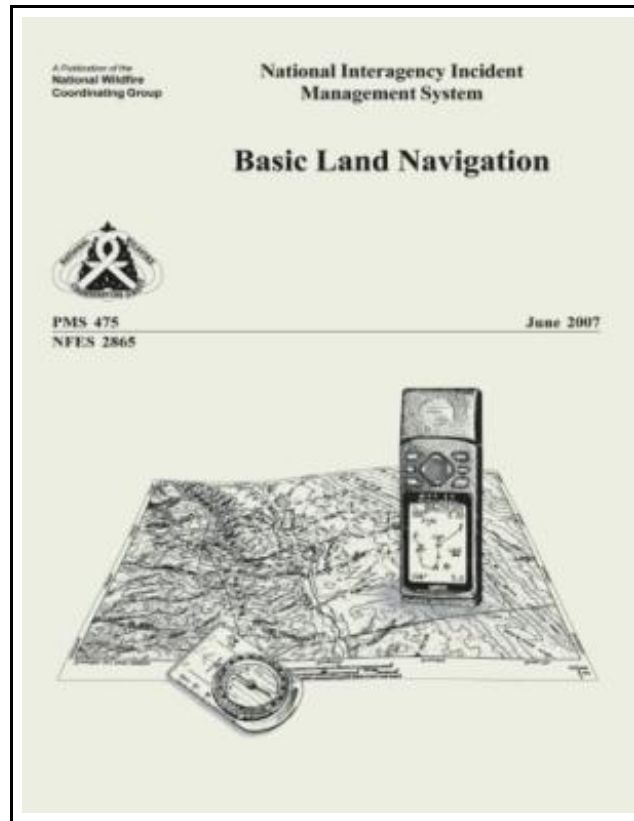 A Publication of the
National Wildfire
Coordinating Group
National Interagency Incident
Management System
Basic Land Navigation
PMS 475
June 2007
NFES 2865